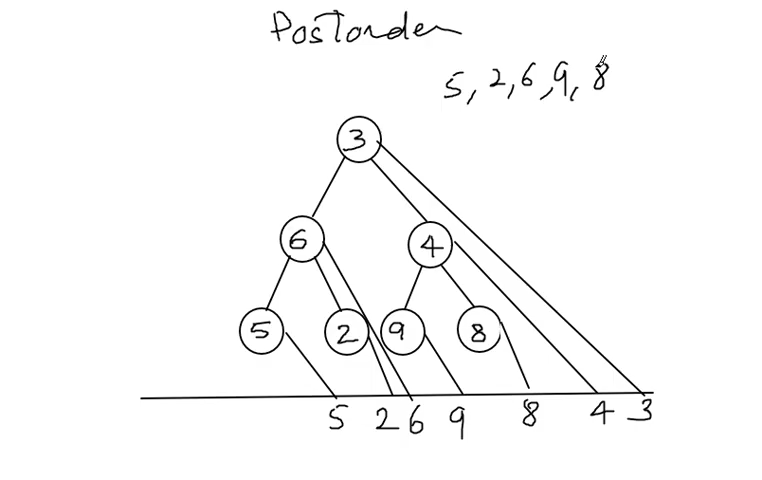 Postorder
5, 2, 6, 9, 8
3
6 4
5 2 9 8
5 2 6 9 8 4 3